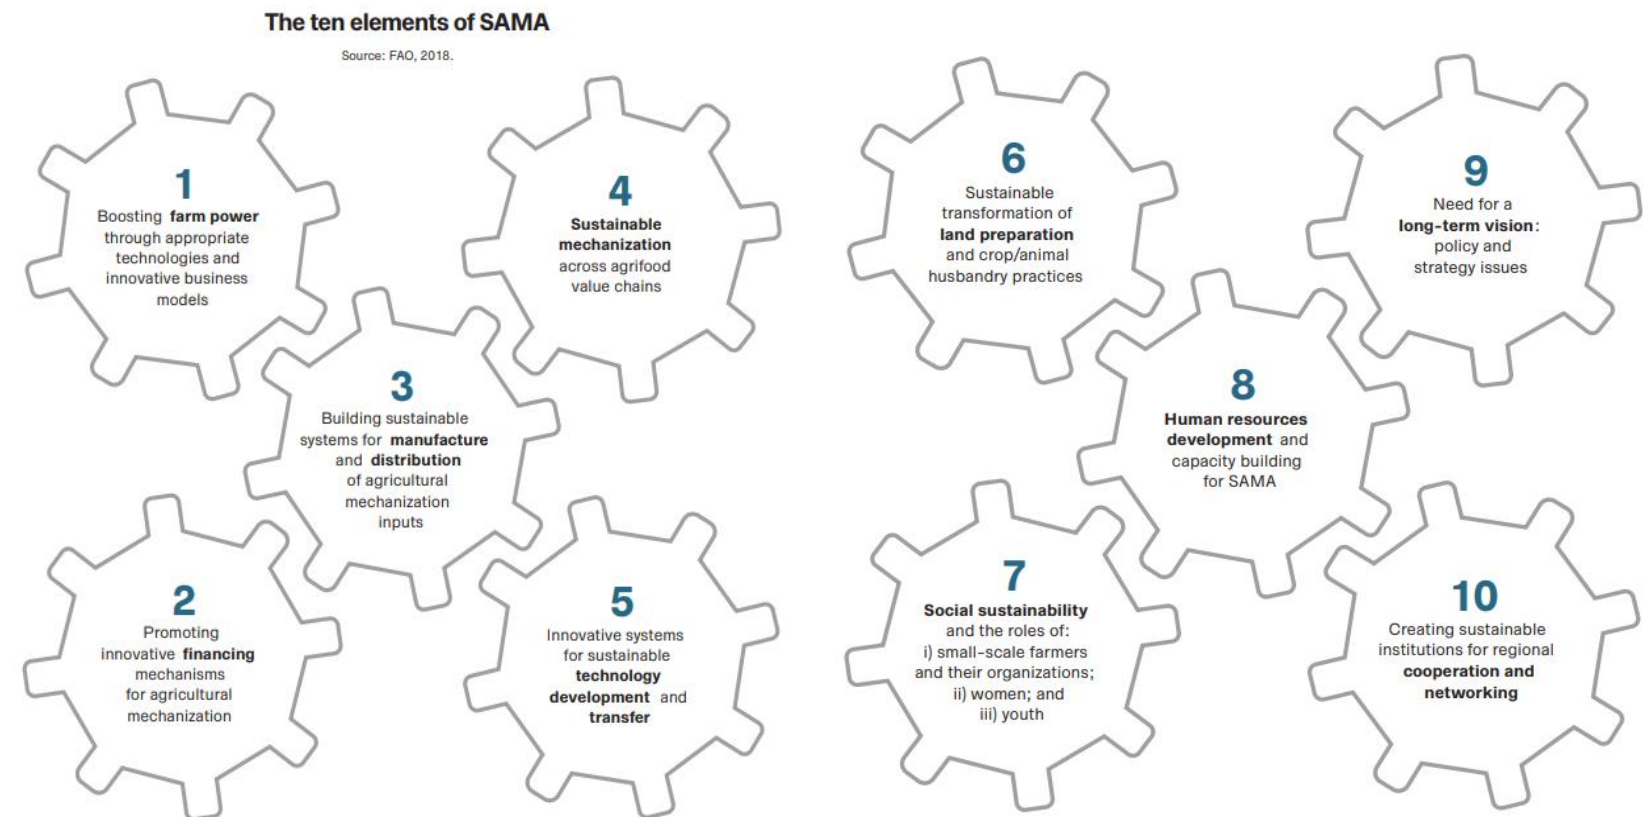 The ten elements of SAMA
Source: FAO, 2018.
1
Boosting farm power
through appropriate
technologies and
innovative business
models
2
Promoting
innovative financing
mechanisms
for agricultural
mechanization
3
Building sustainable
systems for manufacture
and distribution
of agricultural
mechanization
inputs
4
Sustainable
mechanization
across agrifood
value chains
5
Innovative systems
for sustainable
technology
development and
transfer
6
Sustainable
transformation of
land preparation
and crop/animal
husbandry practices
7
Social sustainability
and the roles of:
i) small-scale farmers
and their organizations;
ii) women; and
iii) youth
8
Human resources
development and
capacity building
for SAMA
9
Need for a
long-term vision:
policy and
strategy issues
10
Creating sustainable
institutions for regional
cooperation and
networking